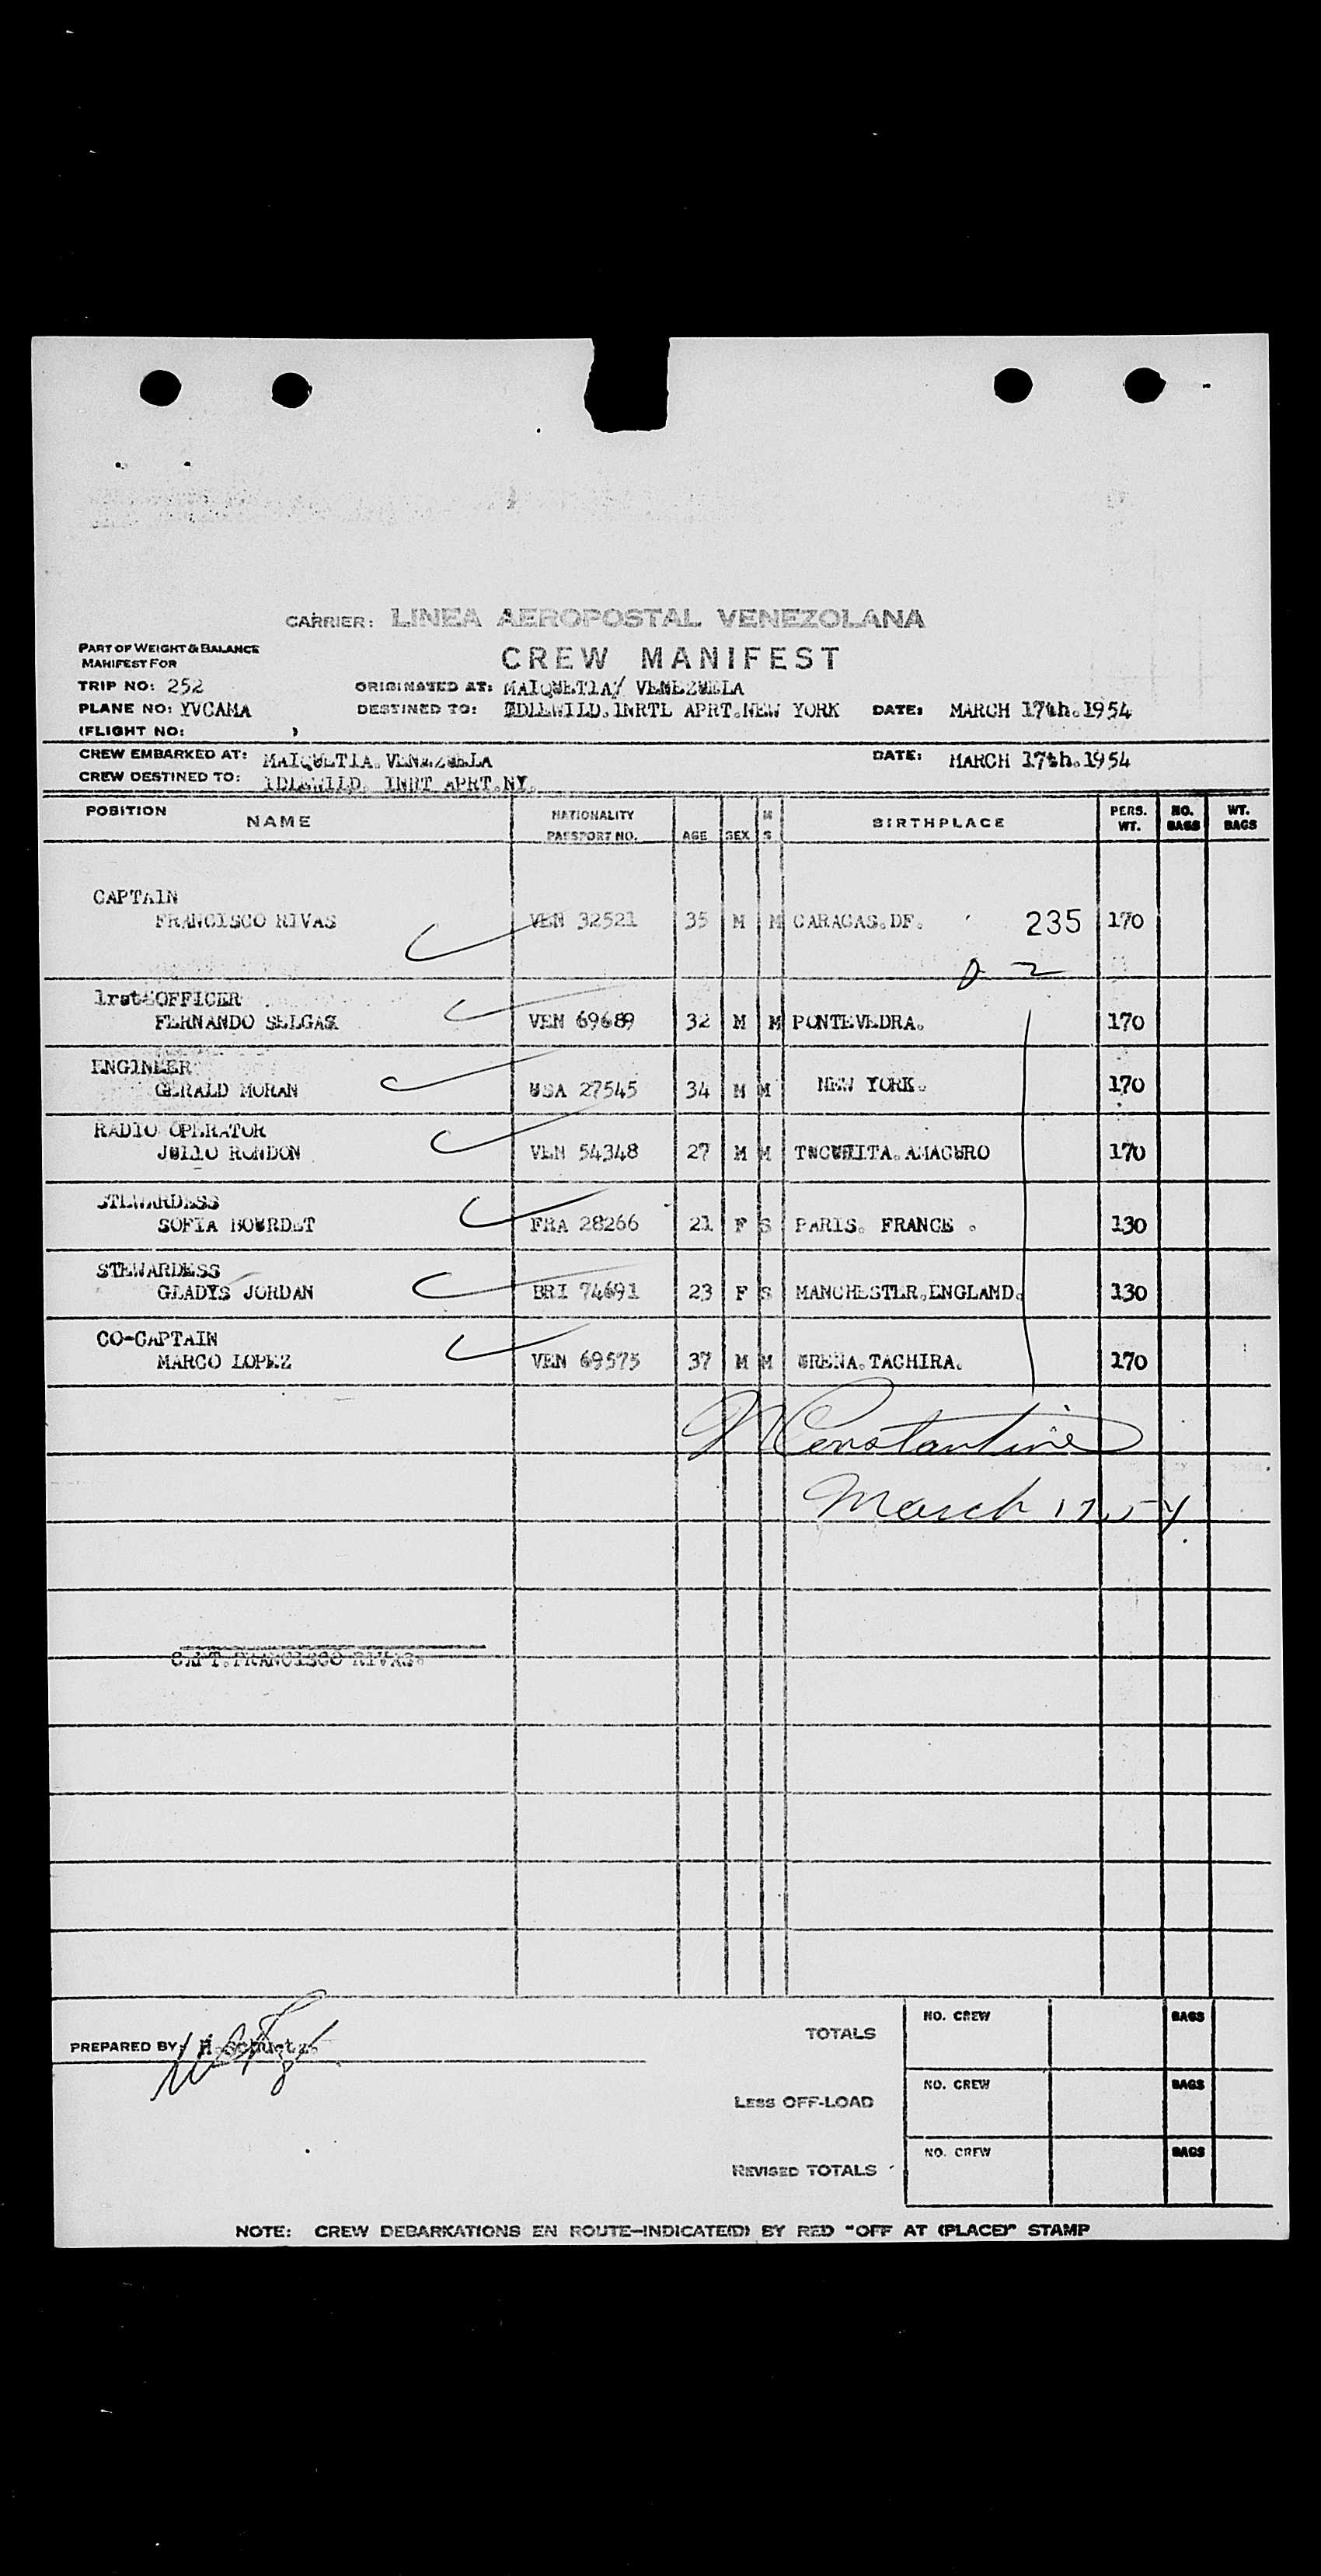 CARRIER: LINEA AEROPOSTAL VENEZOLANA
PART OF WEIGHT & BALANCE
MANIFEST FOR
CREW MANIFEST
TRIP NO: 252 ORIGINATED AT: MAIQUETIA/ VENEZUELA
PLANE NO: YVCAMA DESTINED TO: IDLEWILD.INRTL APRT.NEW YORK DATE: MARCH 17th.1954
(FLIGHT NO: )
CREW EMBARKED AT: MAIQUETIA. VENEZUELA DATE: MARCH 17th.1954
CREW DESTINED TO: IDLEWILD. INRT APRT.NY.
POSITION NAME NATIONALITY PASSPORT NO. AGE SEX M S BIRTHPLACE PERS. WT. NO. BAGS WT. BAGS
CAPTAIN
FRANCISCO RIVAS VEN 32521 35 M M CARACAS.DF. 235 170
1rst OFFICER
FERNANDO SELGAS VEN 69689 32 M M PONTEVEDRA. 170
ENGINEER
GERALD MORAN USA 27545 34 M M NEW YORK. 170
RADIO OPERATOR
JULIO RONDON VEN 54348 27 M M TUCUPITA.AMACURO 170
STEWARDESS
SOFIA BOURDET FRA 28266 21 F S PARIS. FRANCE . 130
STEWARDESS
GLADYS JORDAN BRI 74691 23 F S MANCHESTER.ENGLAND. 130
CO-CAPTAIN
MARCO LOPEZ VEN 69575 37 M M UREÑA.TACHIRA. 170
Constantine
March 17, 54
CAPT.FRANCISCO RIVAS.
PREPARED BY:
TOTALS NO. CREW BAGS
LESS OFF-LOAD NO. CREW BAGS
REVISED TOTALS NO. CREW BAGS
NOTE: CREW DEBARKATIONS EN ROUTE—INDICATE(D) BY RED "OFF AT (PLACE)" STAMP